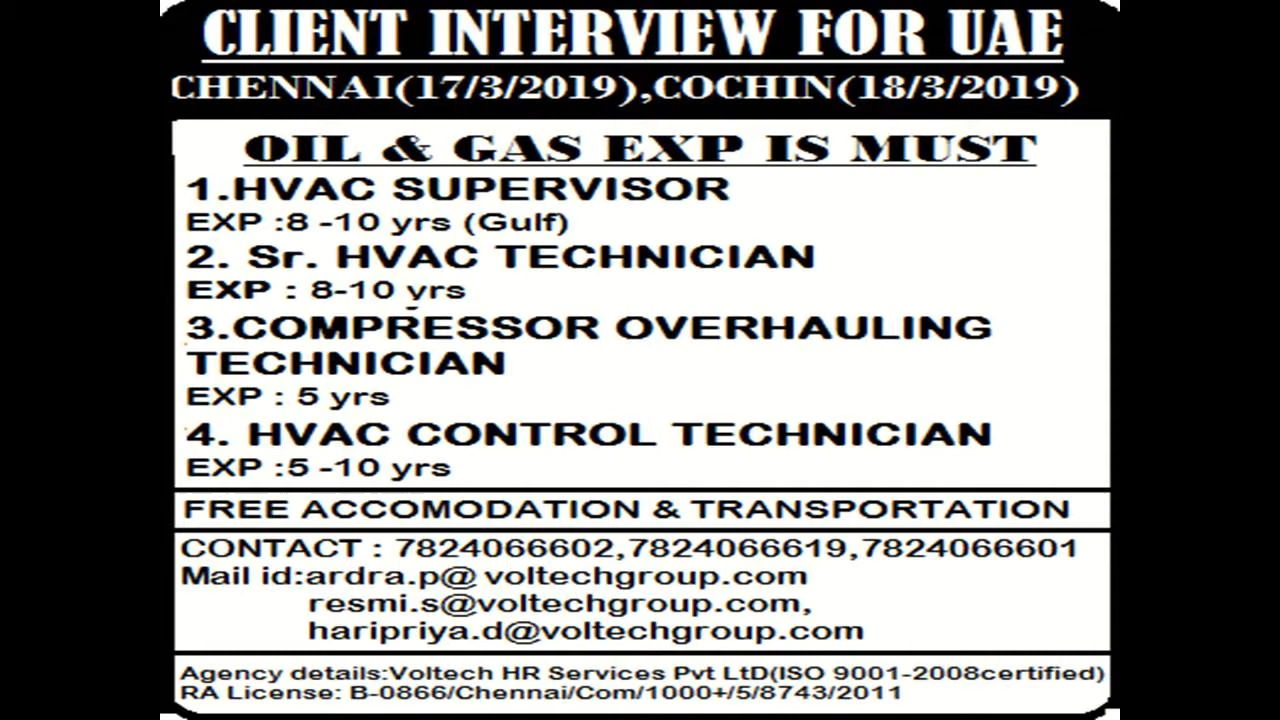 CLIENT INTERVIEW FOR UAE
CHENNAI(17/3/2019),COCHIN(18/3/2019)
OIL & GAS EXP IS MUST
1.HVAC SUPERVISOR
EXP :8 -10 yrs (Gulf)
2. Sr. HVAC TECHNICIAN
EXP : 8-10 yrs
3.COMPRESSOR OVERHAULING
TECHNICIAN
EXP : 5 yrs
4. HVAC CONTROL TECHNICIAN
EXP :5 -10 yrs
FREE ACCOMODATION & TRANSPORTATION
CONTACT : 7824066602,7824066619,7824066601
Mail id:ardra.p@ voltechgroup.com
resmi.s@voltechgroup.com,
haripriya.d@voltechgroup.com
Agency details:Voltech HR Services Pvt LtD(ISO 9001-2008certified)
RA License: B-0866/Chennai/Com/1000+/5/8743/2011